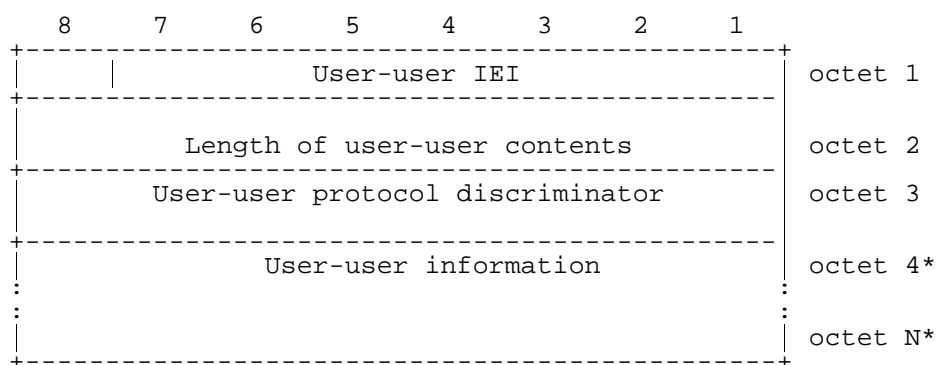 8 7 6 5 4 3 2 1
User-user IEI octet 1
Length of user-user contents octet 2
User-user protocol discriminator octet 3
User-user information octet 4*
: :
: :
octet N*